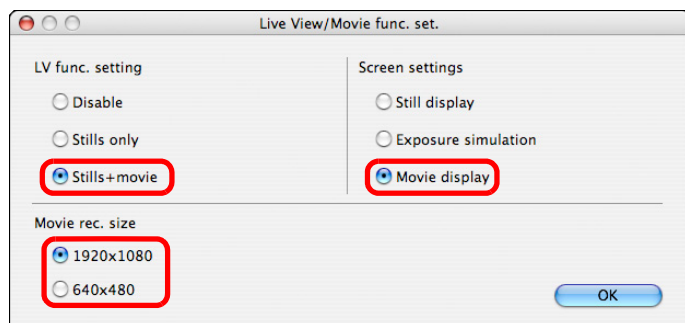 Live View/Movie func. set.
LV func. setting
Disable
Stills only
Stills+movie
Screen settings
Still display
Exposure simulation
Movie display
Movie rec. size
1920x1080
640x480
OK